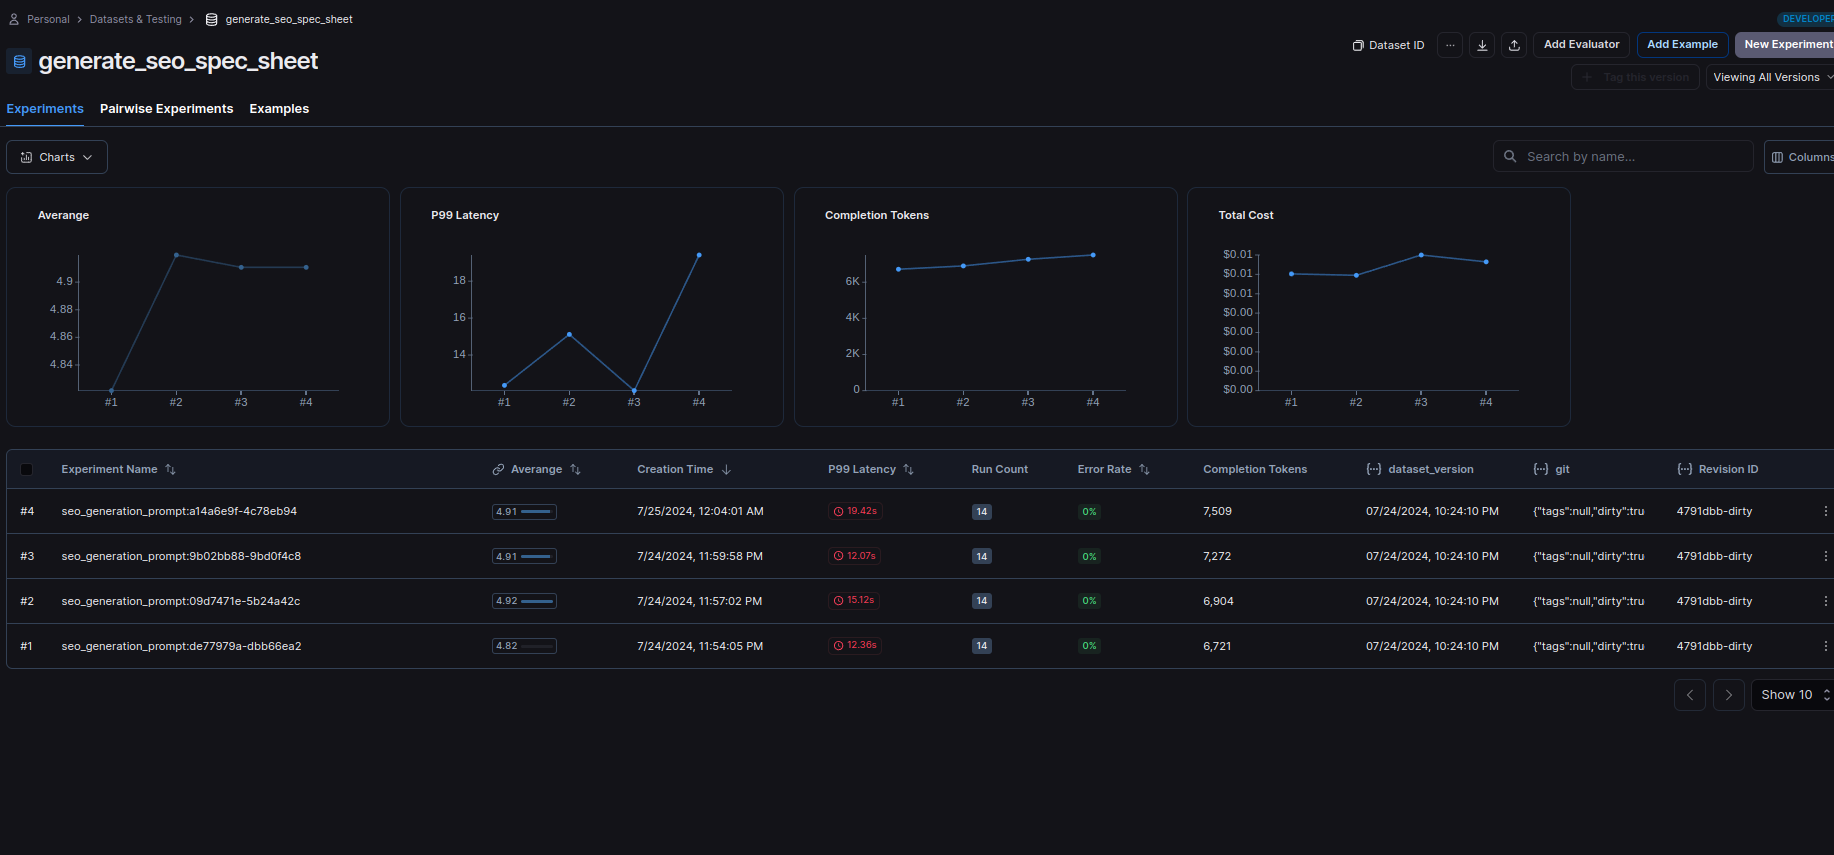 Personal > Datasets & Testing > generate_seo_spec_sheet
DEVELOPER
generate_seo_spec_sheet
Dataset ID ... Add Evaluator Add Example New Experiment
+ Tag this version Viewing All Versions
Experiments Pairwise Experiments Examples
Charts
Search by name...
Columns
Averange
4.9
4.88
4.86
4.84
#1 #2 #3 #4
P99 Latency
18
16
14
#1 #2 #3 #4
Completion Tokens
6K
4K
2K
0
#1 #2 #3 #4
Total Cost
$0.01
$0.01
$0.01
$0.00
$0.00
$0.00
$0.00
$0.00
#1 #2 #3 #4
Experiment Name Averange Creation Time P99 Latency Run Count Error Rate Completion Tokens {...} dataset_version {...} git {...} Revision ID
#4 seo_generation_prompt:a14a6e9f-4c78eb94 4.91 7/25/2024, 12:04:01 AM 19.42s 14 0% 7,509 07/24/2024, 10:24:10 PM {"tags":null,"dirty":tru 4791dbb-dirty
#3 seo_generation_prompt:9b02bb88-9bd0f4c8 4.91 7/24/2024, 11:59:58 PM 12.07s 14 0% 7,272 07/24/2024, 10:24:10 PM {"tags":null,"dirty":tru 4791dbb-dirty
#2 seo_generation_prompt:09d7471e-5b24a42c 4.92 7/24/2024, 11:57:02 PM 15.12s 14 0% 6,904 07/24/2024, 10:24:10 PM {"tags":null,"dirty":tru 4791dbb-dirty
#1 seo_generation_prompt:de77979a-dbb66ea2 4.82 7/24/2024, 11:54:05 PM 12.36s 14 0% 6,721 07/24/2024, 10:24:10 PM {"tags":null,"dirty":tru 4791dbb-dirty
Show 10